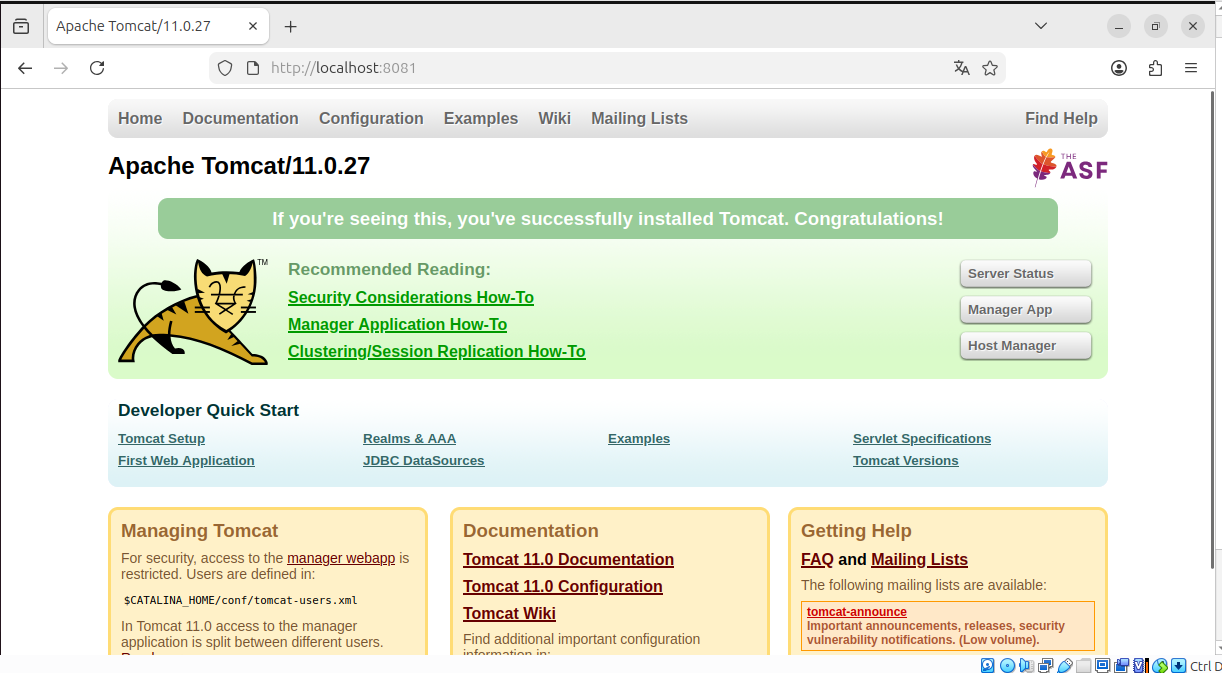 Apache Tomcat/11.0.27
http://localhost:8081
Home Documentation Configuration Examples Wiki Mailing Lists Find Help
Apache Tomcat/11.0.27
THE
ASF
If you're seeing this, you've successfully installed Tomcat. Congratulations!
TM
Recommended Reading:
Security Considerations How-To
Manager Application How-To
Clustering/Session Replication How-To
Server Status
Manager App
Host Manager
Developer Quick Start
Tomcat Setup
First Web Application
Realms & AAA
JDBC DataSources
Examples
Servlet Specifications
Tomcat Versions
Managing Tomcat
For security, access to the manager webapp is
restricted. Users are defined in:
$CATALINA_HOME/conf/tomcat-users.xml
In Tomcat 11.0 access to the manager
application is split between different users.
Documentation
Tomcat 11.0 Documentation
Tomcat 11.0 Configuration
Tomcat Wiki
Find additional important configuration
information in:
Getting Help
FAQ and Mailing Lists
The following mailing lists are available:
tomcat-announce
Important announcements, releases, security
vulnerability notifications. (Low volume).
Ctrl D